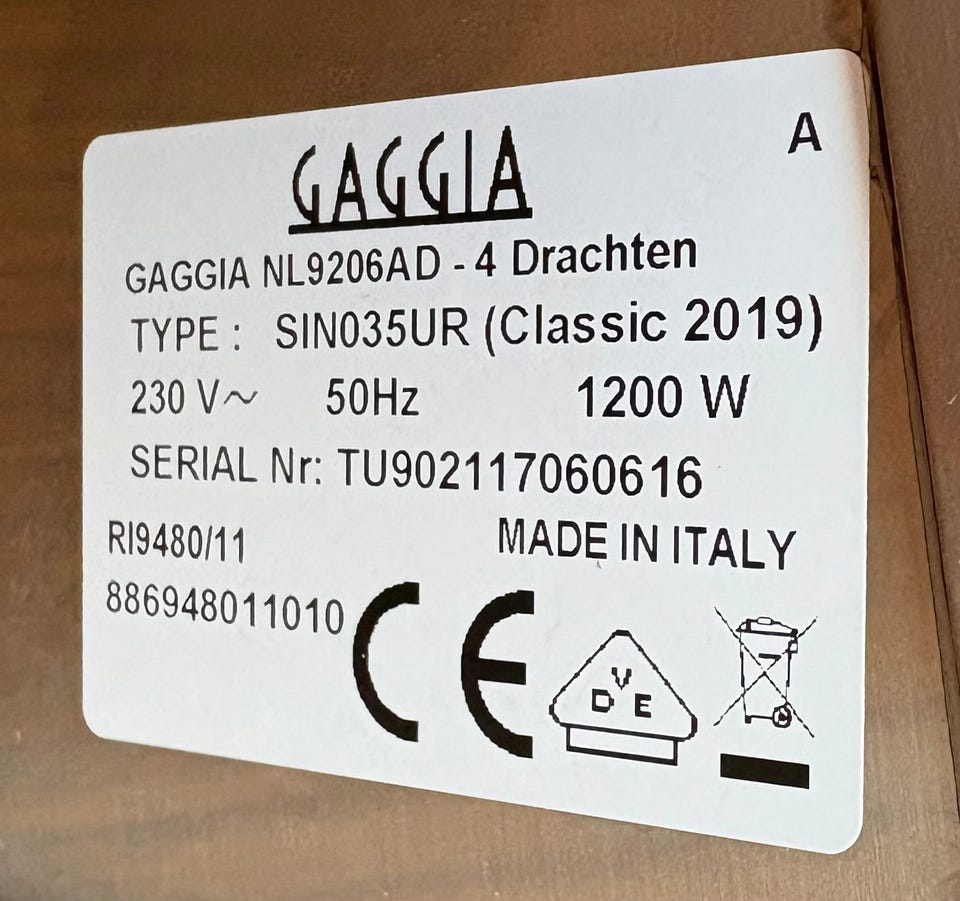 A
GAGGIA
GAGGIA NL9206AD - 4 Drachten
TYPE : SIN035UR (Classic 2019)
230 V~ 50Hz 1200 W
SERIAL Nr: TU902117060616
RI9480/11 MADE IN ITALY
886948011010
CE
V
D E